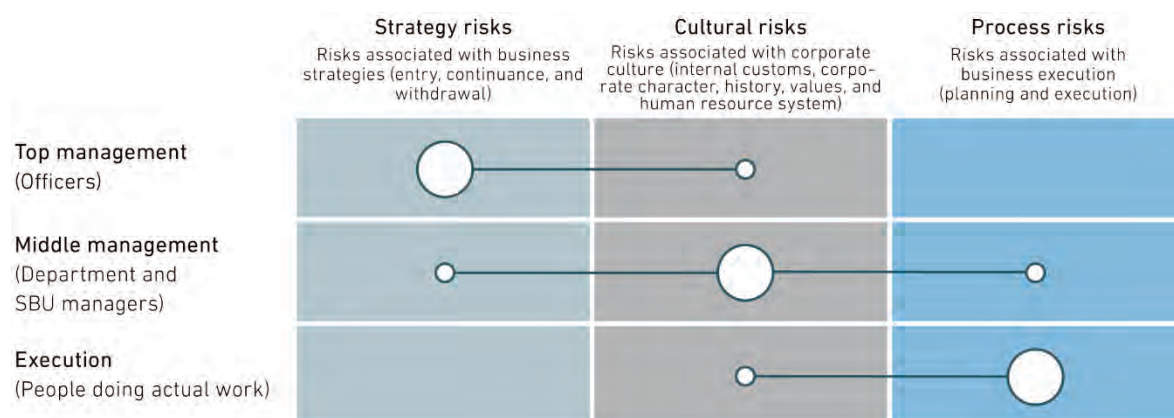 Strategy risks
Risks associated with business
strategies (entry, continuance, and
withdrawal)
Cultural risks
Risks associated with corporate
culture (internal customs, corpo-
rate character, history, values, and
human resource system)
Process risks
Risks associated with
business execution
(planning and execution)
Top management
(Officers)
Middle management
(Department and
SBU managers)
Execution
(People doing actual work)